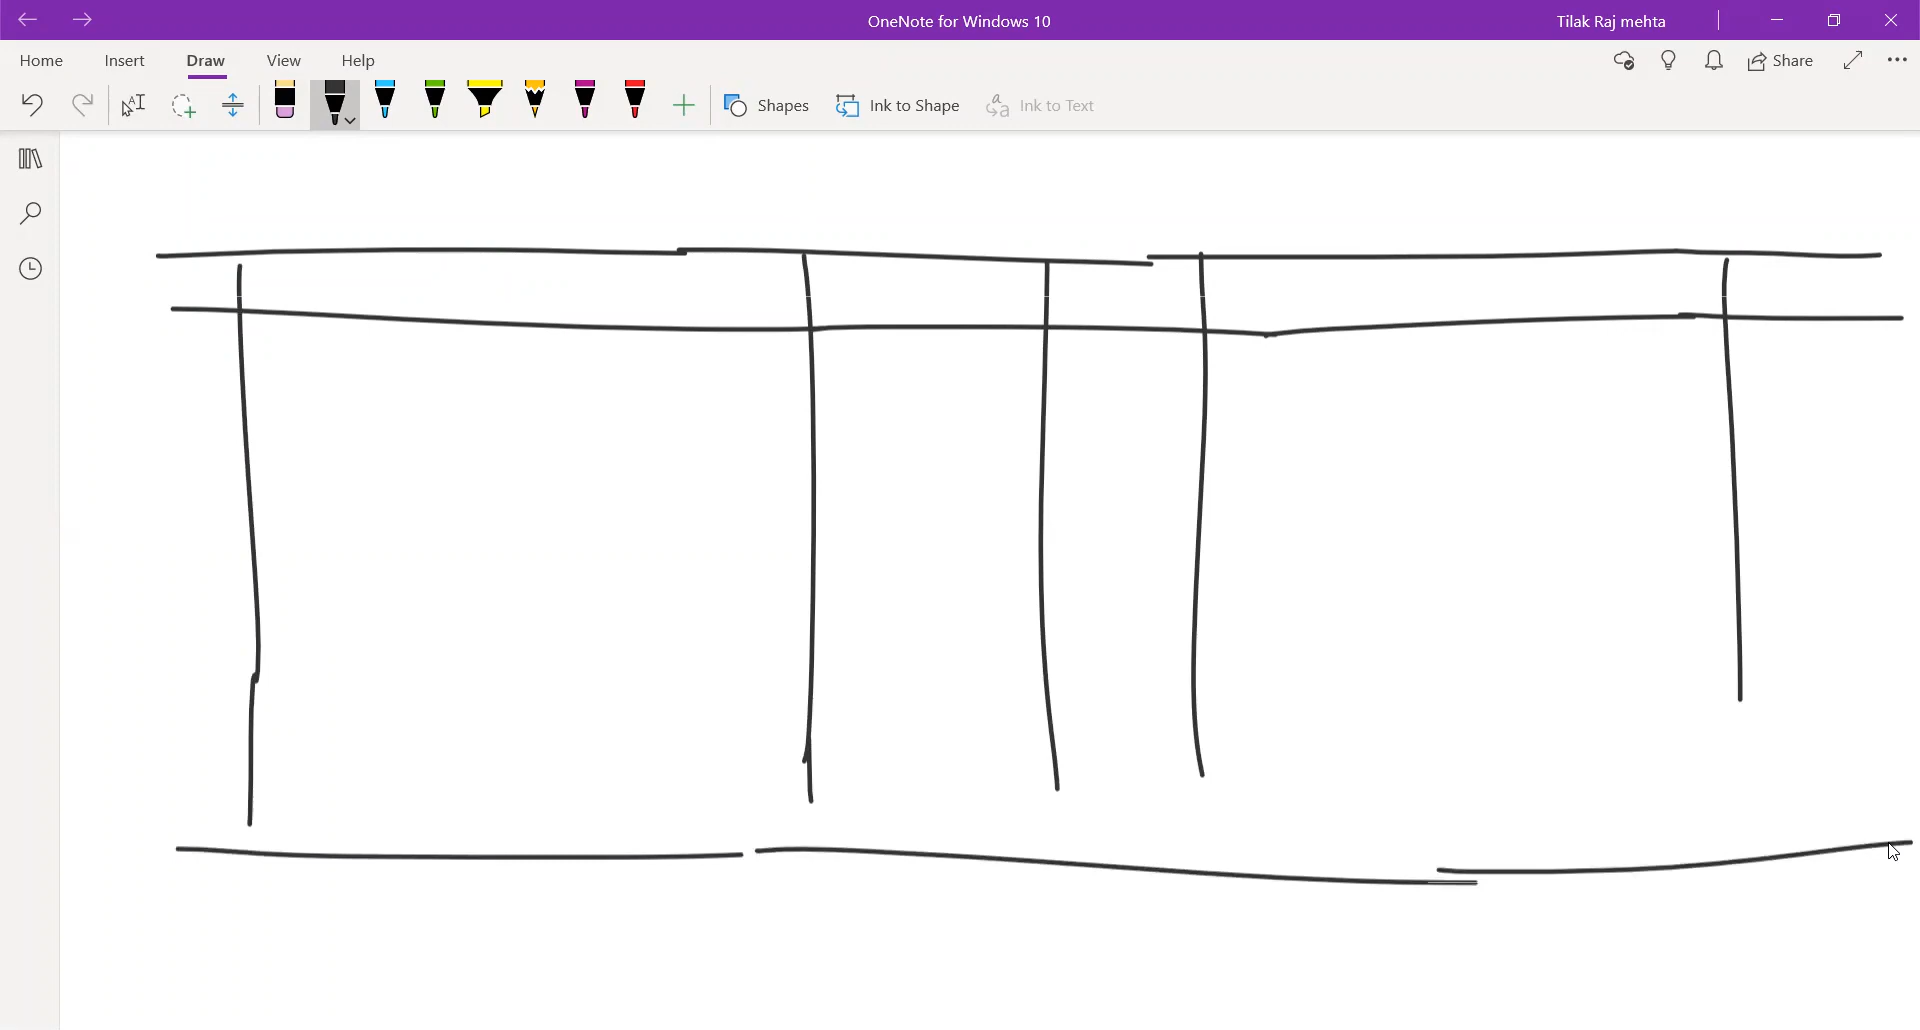 OneNote for Windows 10
Tilak Raj mehta
Home
Insert
Draw
View
Help
Share
Shapes
Ink to Shape
Ink to Text